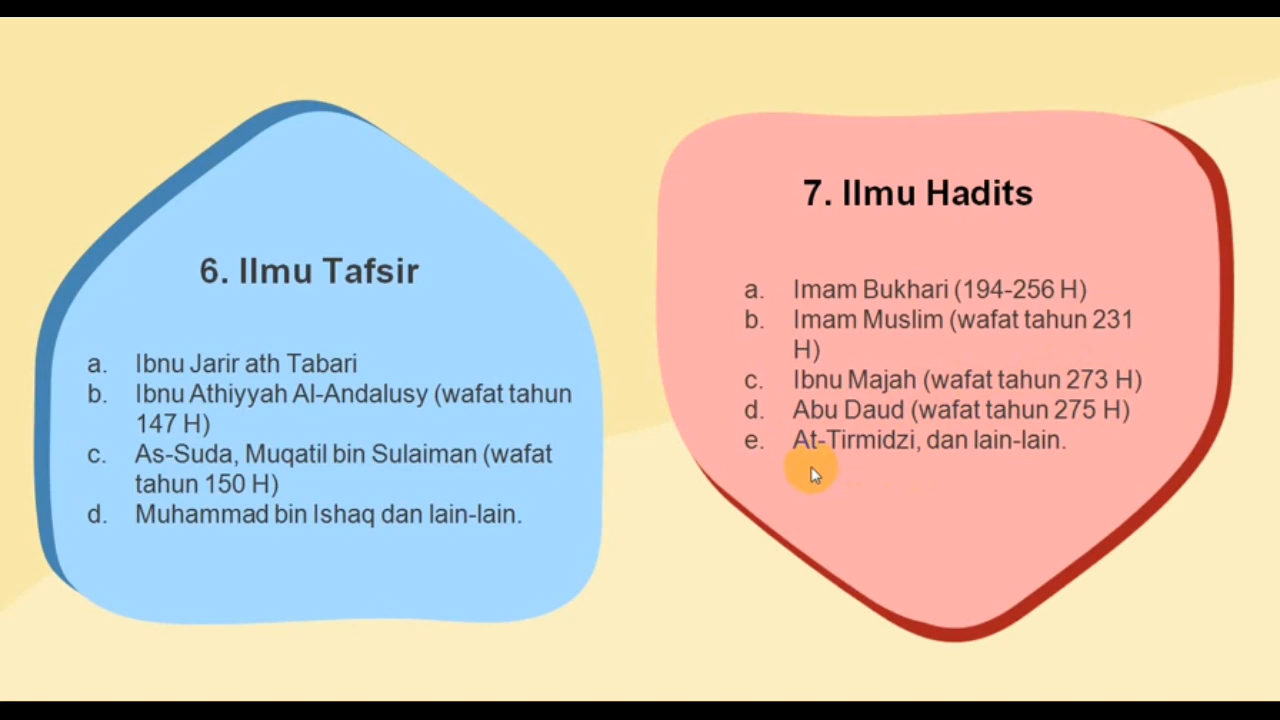 6. Ilmu Tafsir
a. Ibnu Jarir ath Tabari
b. Ibnu Athiyyah Al-Andalusy (wafat tahun
147 H)
c. As-Suda, Muqatil bin Sulaiman (wafat
tahun 150 H)
d. Muhammad bin Ishaq dan lain-lain.
7. Ilmu Hadits
a. Imam Bukhari (194-256 H)
b. Imam Muslim (wafat tahun 231
H)
c. Ibnu Majah (wafat tahun 273 H)
d. Abu Daud (wafat tahun 275 H)
e. At-Tirmidzi, dan lain-lain.